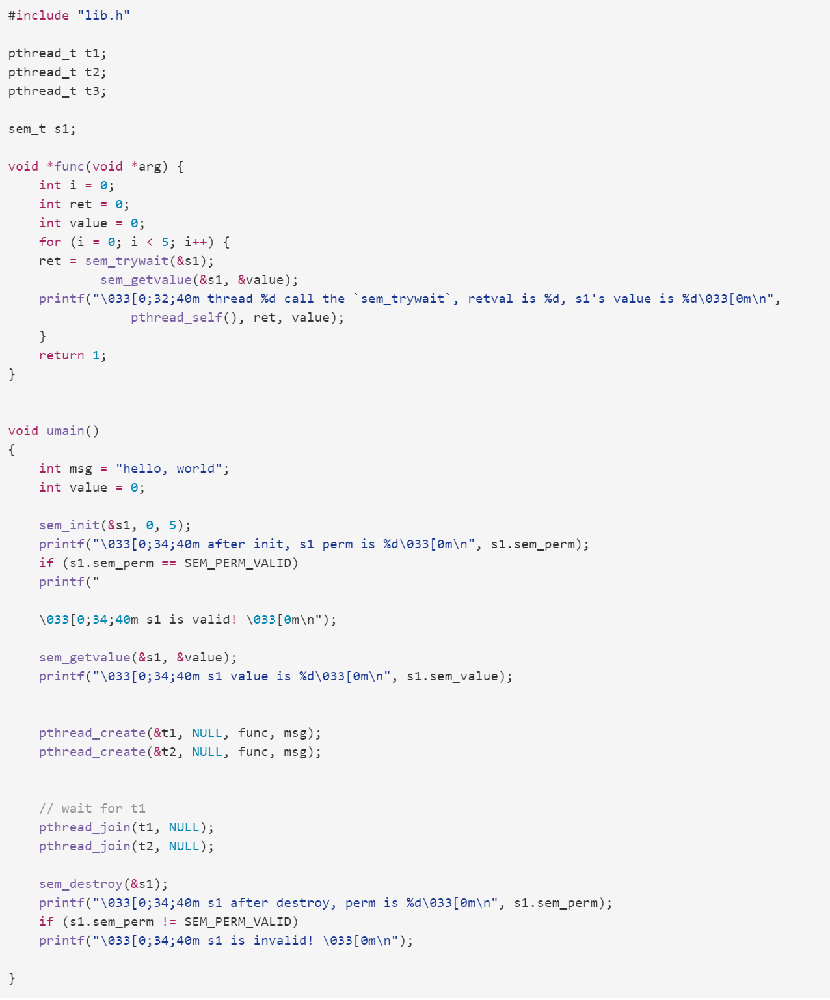 #include "lib.h"

pthread_t t1;
pthread_t t2;
pthread_t t3;

sem_t s1;

void *func(void *arg) {
    int i = 0;
    int ret = 0;
    int value = 0;
    for (i = 0; i < 5; i++) {
    ret = sem_trywait(&s1);
            sem_getvalue(&s1, &value);
    printf("\033[0;32;40m thread %d call the `sem_trywait`, retval is %d, s1's value is %d\033[0m\n",
                pthread_self(), ret, value);
    }
    return 1;
}


void umain()
{
    int msg = "hello, world";
    int value = 0;

    sem_init(&s1, 0, 5);
    printf("\033[0;34;40m after init, s1 perm is %d\033[0m\n", s1.sem_perm);
    if (s1.sem_perm == SEM_PERM_VALID)
    printf("

    \033[0;34;40m s1 is valid! \033[0m\n");

    sem_getvalue(&s1, &value);
    printf("\033[0;34;40m s1 value is %d\033[0m\n", s1.sem_value);


    pthread_create(&t1, NULL, func, msg);
    pthread_create(&t2, NULL, func, msg);


    // wait for t1
    pthread_join(t1, NULL);
    pthread_join(t2, NULL);

    sem_destroy(&s1);
    printf("\033[0;34;40m s1 after destroy, perm is %d\033[0m\n", s1.sem_perm);
    if (s1.sem_perm != SEM_PERM_VALID)
    printf("\033[0;34;40m s1 is invalid! \033[0m\n");

}